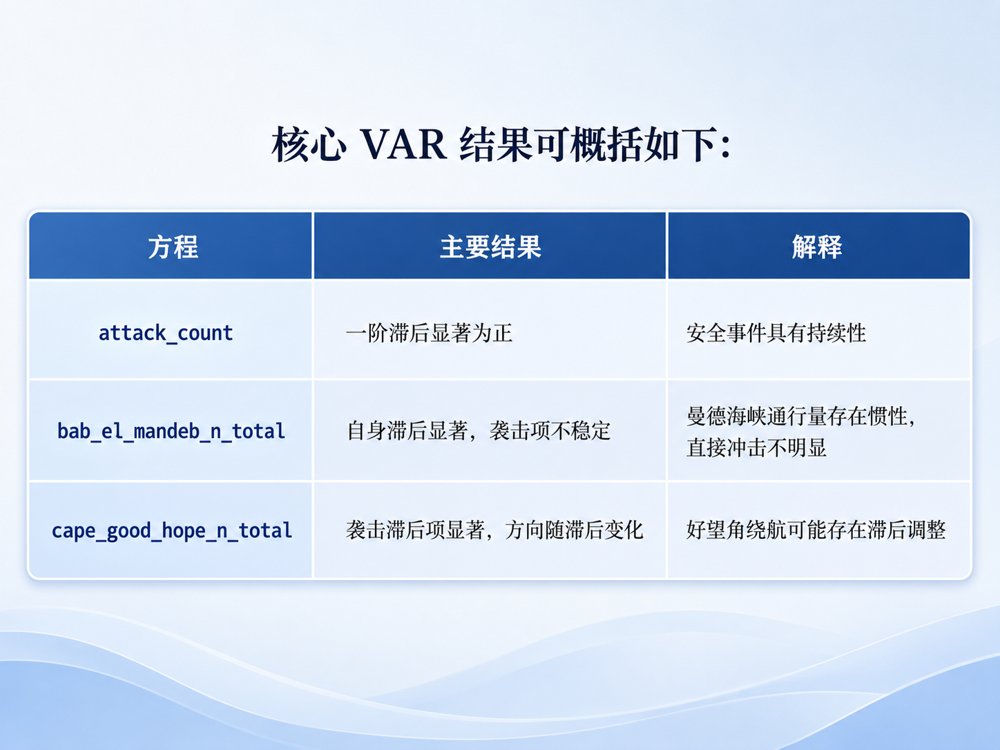 核心 VAR 结果可概括如下：
方程 主要结果 解释
attack_count 一阶滞后显著为正 安全事件具有持续性
bab_el_mandeb_n_total 自身滞后显著，袭击项不稳定 曼德海峡通行量存在惯性，
直接冲击不明显
cape_good_hope_n_total 袭击滞后项显著，方向随滞后变化 好望角绕航可能存在滞后调整